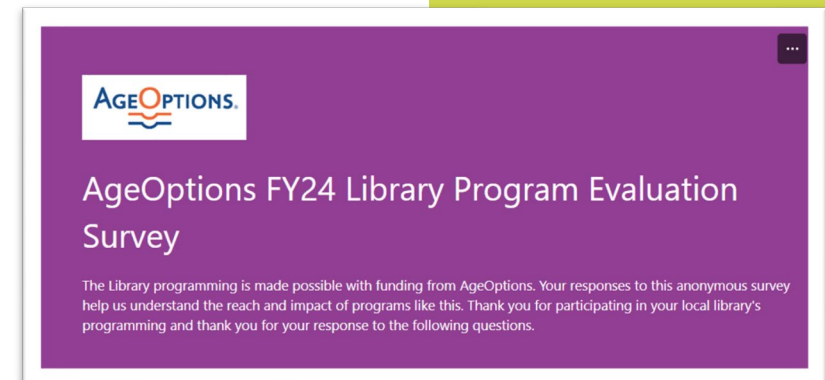 AGEOPTIONS.
AgeOptions FY24 Library Program Evaluation
Survey
The Library programming is made possible with funding from AgeOptions. Your responses to this anonymous survey
help us understand the reach and impact of programs like this. Thank you for participating in your local library's
programming and thank you for your response to the following questions.